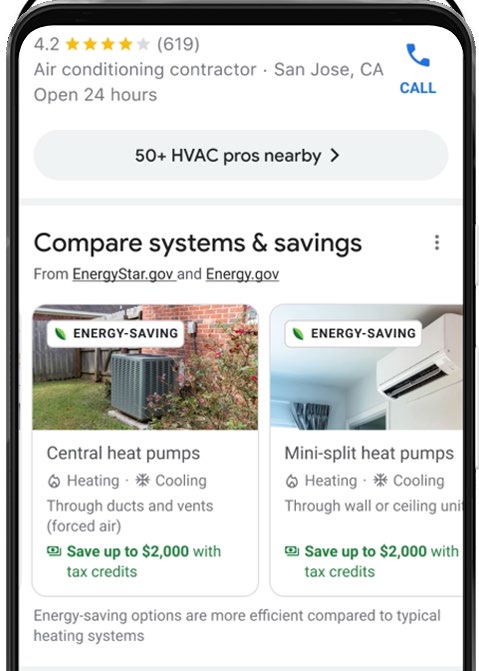 4.2 ★★★★★ (619)
Air conditioning contractor · San Jose, CA
Open 24 hours
CALL
50+ HVAC pros nearby >
Compare systems & savings
From EnergyStar.gov and Energy.gov
ENERGY-SAVING
Central heat pumps
Heating · Cooling
Through ducts and vents
(forced air)
Save up to $2,000 with
tax credits
ENERGY-SAVING
Mini-split heat pumps
Heating · Cooling
Through wall or ceiling
Save up to $2,000 with
tax credits
Energy-saving options are more efficient compared to typical
heating systems